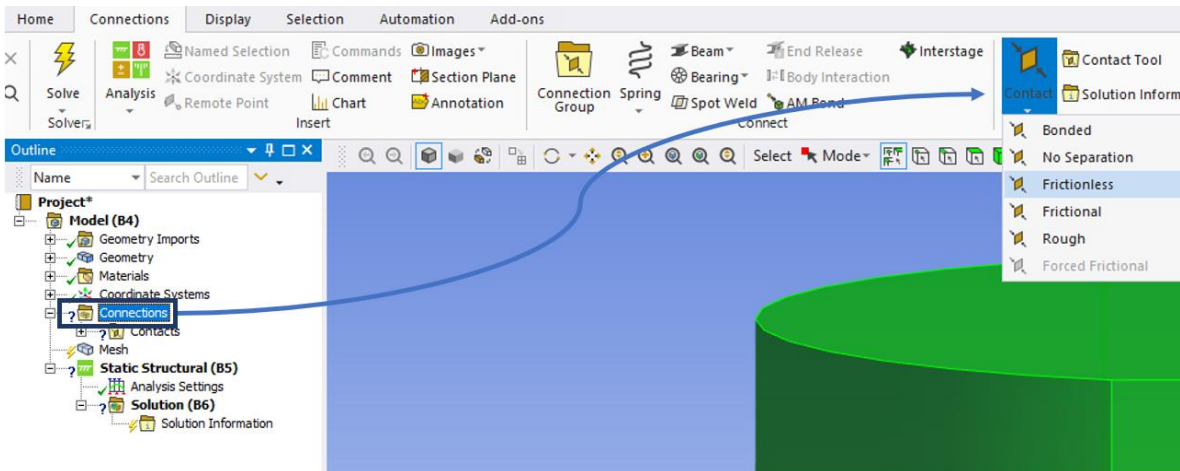 Home Connections Display Selection Automation Add-ons
Named Selection Commands Images Beam End Release Interstage Contact Tool
Solve Analysis Coordinate System Comment Section Plane Connection Group Spring Bearing Body Interaction Contact
Remote Point Chart Annotation Spot Weld AM Bond Solution Inform
Solvers Insert Connect
Bonded
No Separation
Frictionless
Frictional
Rough
Forced Frictional
Outline
Name Search Outline Select Mode
Project*
Model (B4)
Geometry Imports
Geometry
Materials
Coordinate Systems
Connections
Contacts
Mesh
Static Structural (B5)
Analysis Settings
Solution (B6)
Solution Information